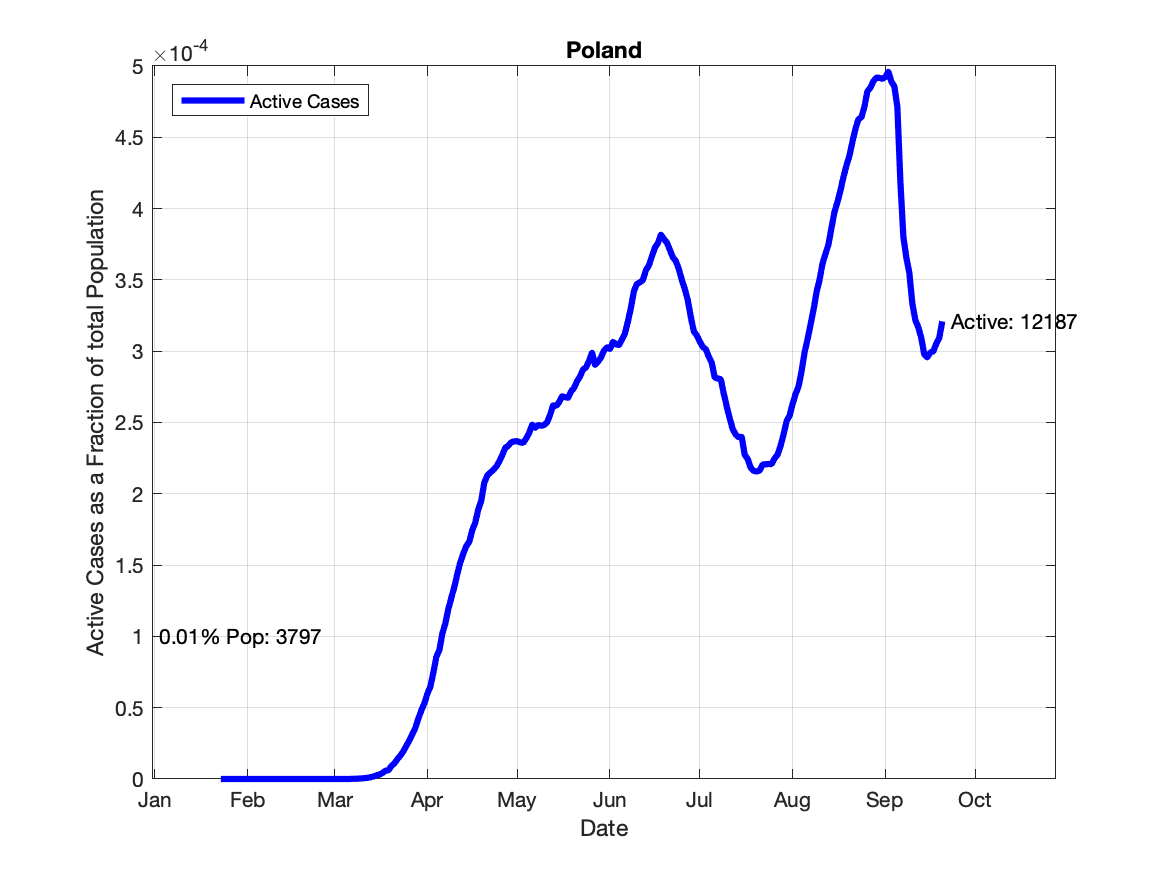 Poland
×10-4
Active Cases
5
4.5
4
3.5
3
2.5
2
1.5
1
0.5
0
Active Cases as a Fraction of total Population
Active: 12187
0.01% Pop: 3797
Jan Feb Mar Apr May Jun Jul Aug Sep Oct
Date